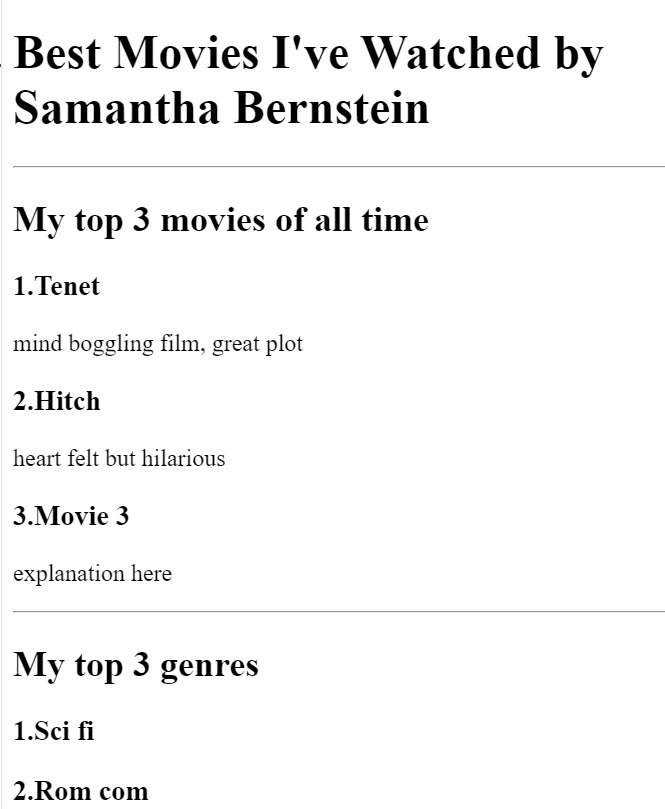 Best Movies I've Watched by
Samantha Bernstein
My top 3 movies of all time
1.Tenet
mind boggling film, great plot
2.Hitch
heart felt but hilarious
3.Movie 3
explanation here
My top 3 genres
1.Sci fi
2.Rom com